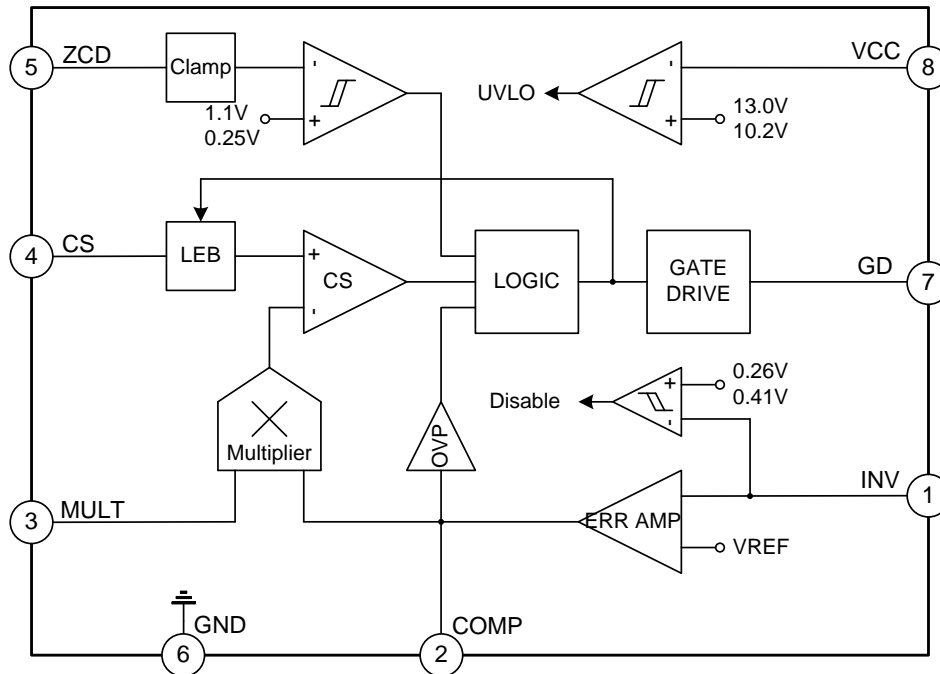 5
ZCD
Clamp
-
+
1.1V
0.25V
UVLO
-
+
13.0V
10.2V
VCC
8
4
CS
LEB
+
-
CS
LOGIC
GATE
DRIVE
GD
7
Disable
+
-
0.26V
0.41V
Multiplier
OVP
3
MULT
ERR AMP
VREF
INV
1
GND
6
COMP
2